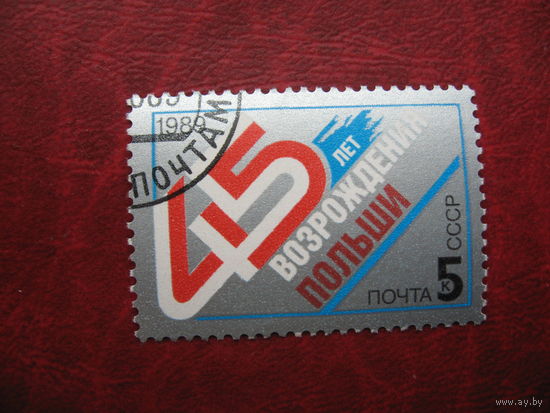 1989
ПОЧТАМ
45
ЛЕТ
ВОЗРОЖДЕНИЯ
ПОЛЬШИ
ПОЧТА 5 к СССР
www.ay.by